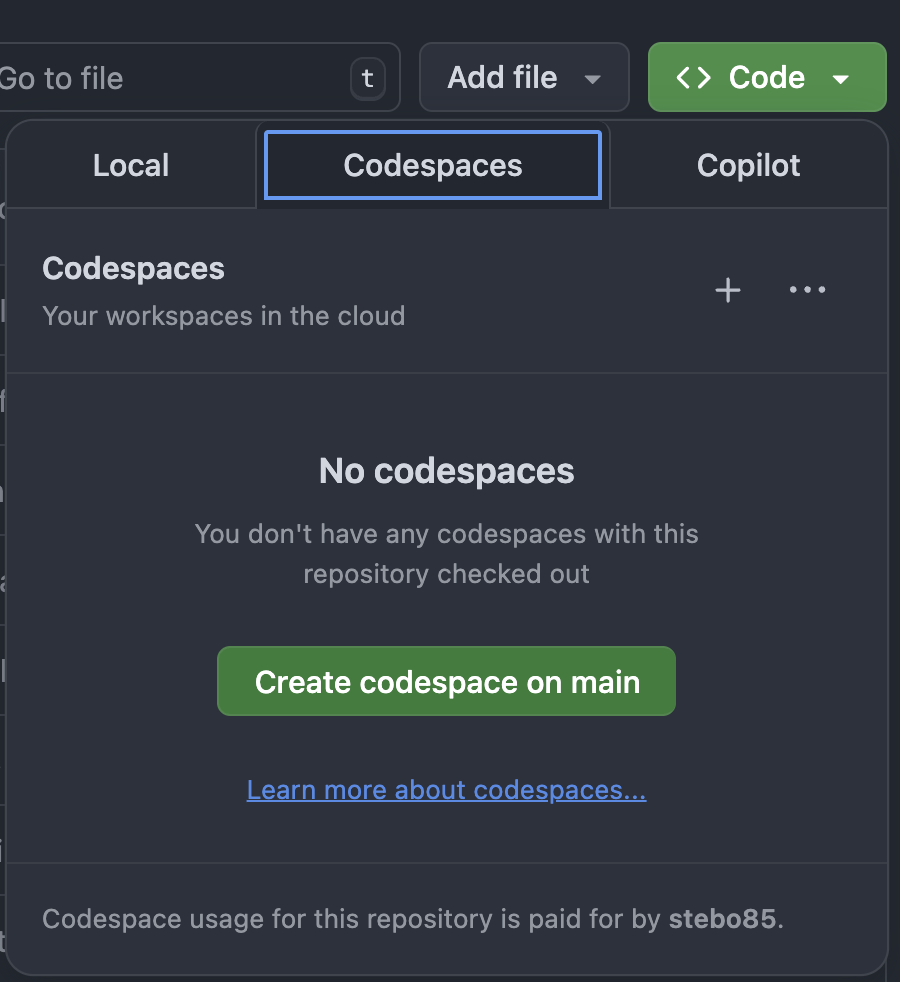 Go to file
t
Add file
Code
Local
Codespaces
Copilot
Codespaces
Your workspaces in the cloud
No codespaces
You don't have any codespaces with this
repository checked out
Create codespace on main
Learn more about codespaces...
Codespace usage for this repository is paid for by stebo85.